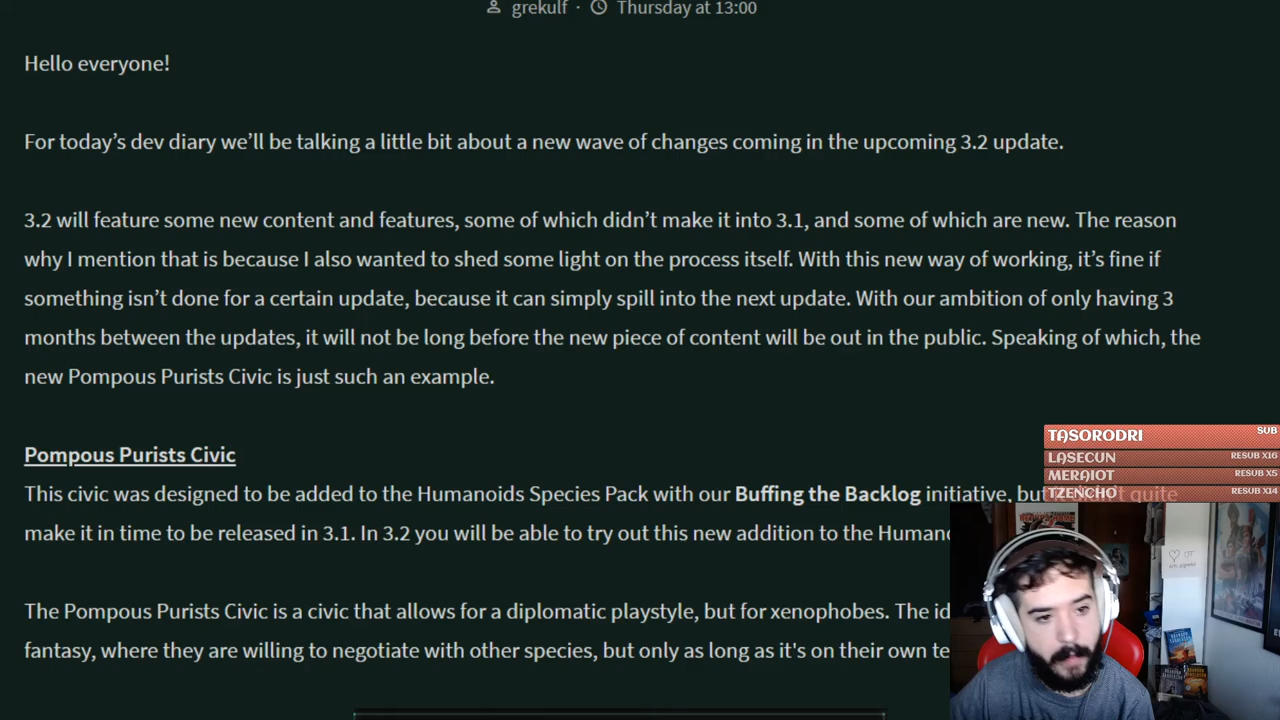 grekulf · Thursday at 13:00
Hello everyone!
For today's dev diary we'll be talking a little bit about a new wave of changes coming in the upcoming 3.2 update.
3.2 will feature some new content and features, some of which didn't make it into 3.1, and some of which are new. The reason
why I mention that is because I also wanted to shed some light on the process itself. With this new way of working, it's fine if
something isn't done for a certain update, because it can simply spill into the next update. With our ambition of only having 3
months between the updates, it will not be long before the new piece of content will be out in the public. Speaking of which, the
new Pompous Purists Civic is just such an example.
TASORODRI SUB
LASECUN RESUB X16
MERAIOT RESUB X5
TZENCHO RESUB X14
Pompous Purists Civic
This civic was designed to be added to the Humanoids Species Pack with our Buffing the Backlog initiative, but quite
make it in time to be released in 3.1. In 3.2 you will be able to try out this new addition to the Humano
The Pompous Purists Civic is a civic that allows for a diplomatic playstyle, but for xenophobes. The id
fantasy, where they are willing to negotiate with other species, but only as long as it's on their own te